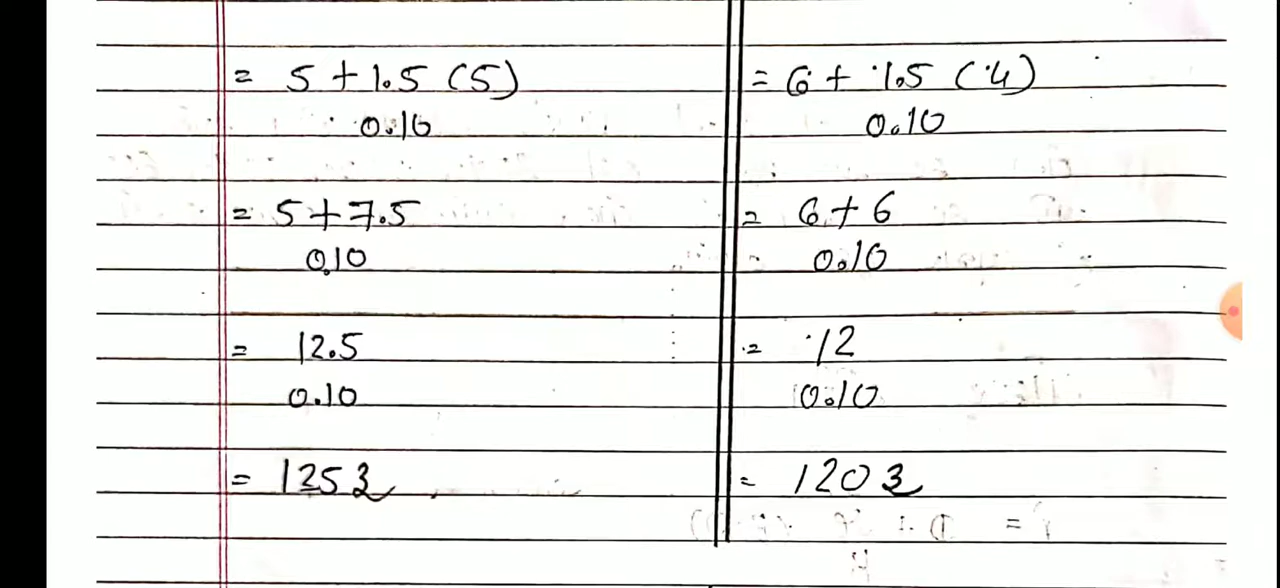 = 5 + 1.5 (5)
0.10
= 5 + 7.5
0.10
= 12.5
0.10
= 125
= 6 + 1.5 (4)
0.10
= 6 + 6
0.10
= 12
0.10
= 120